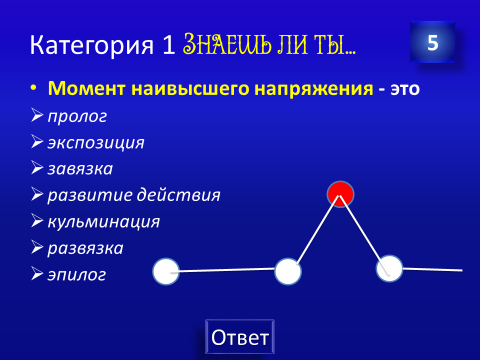 Категория 1 Знаешь ли ты...
5
• Момент наивысшего напряжения - это
➢ пролог
➢ экспозиция
➢ завязка
➢ развитие действия
➢ кульминация
➢ развязка
➢ эпилог
Ответ